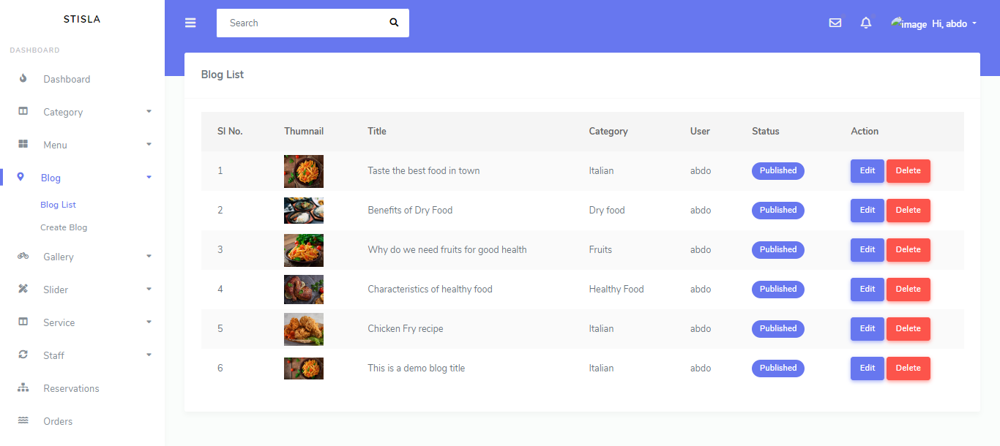 STISLA
Search
image Hi, abdo
DASHBOARD
Dashboard
Category
Menu
Blog
Blog List
Create Blog
Gallery
Slider
Service
Staff
Reservations
Orders
Blog List
Sl No. Thumnail Title Category User Status Action
1 Taste the best food in town Italian abdo Published Edit Delete
2 Benefits of Dry Food Dry food abdo Published Edit Delete
3 Why do we need fruits for good health Fruits abdo Published Edit Delete
4 Characteristics of healthy food Healthy Food abdo Published Edit Delete
5 Chicken Fry recipe Italian abdo Published Edit Delete
6 This is a demo blog title Italian abdo Published Edit Delete